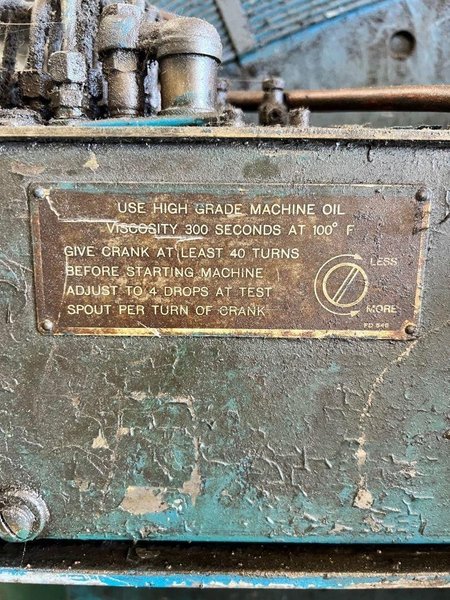 USE HIGH GRADE MACHINE OIL
VISCOSITY 300 SECONDS AT 100° F
GIVE CRANK AT LEAST 40 TURNS
BEFORE STARTING MACHINE
ADJUST TO 4 DROPS AT TEST
SPOUT PER TURN OF CRANK
LESS
MORE